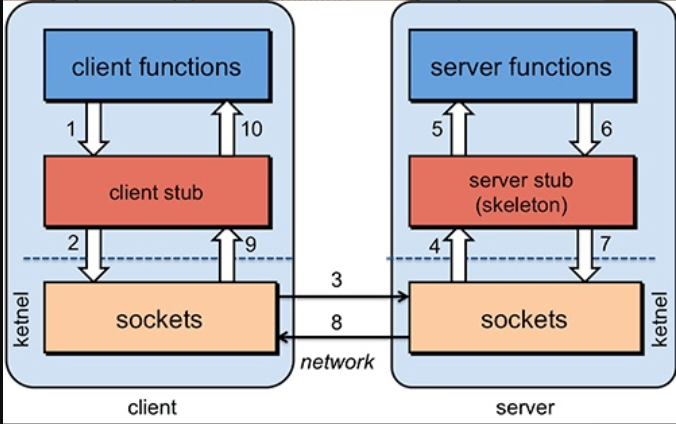 client functions
server functions
1
10
5
6
client stub
server stub
(skeleton)
2
9
4
7
3
ketnel
sockets
sockets
ketnel
8
network
client
server